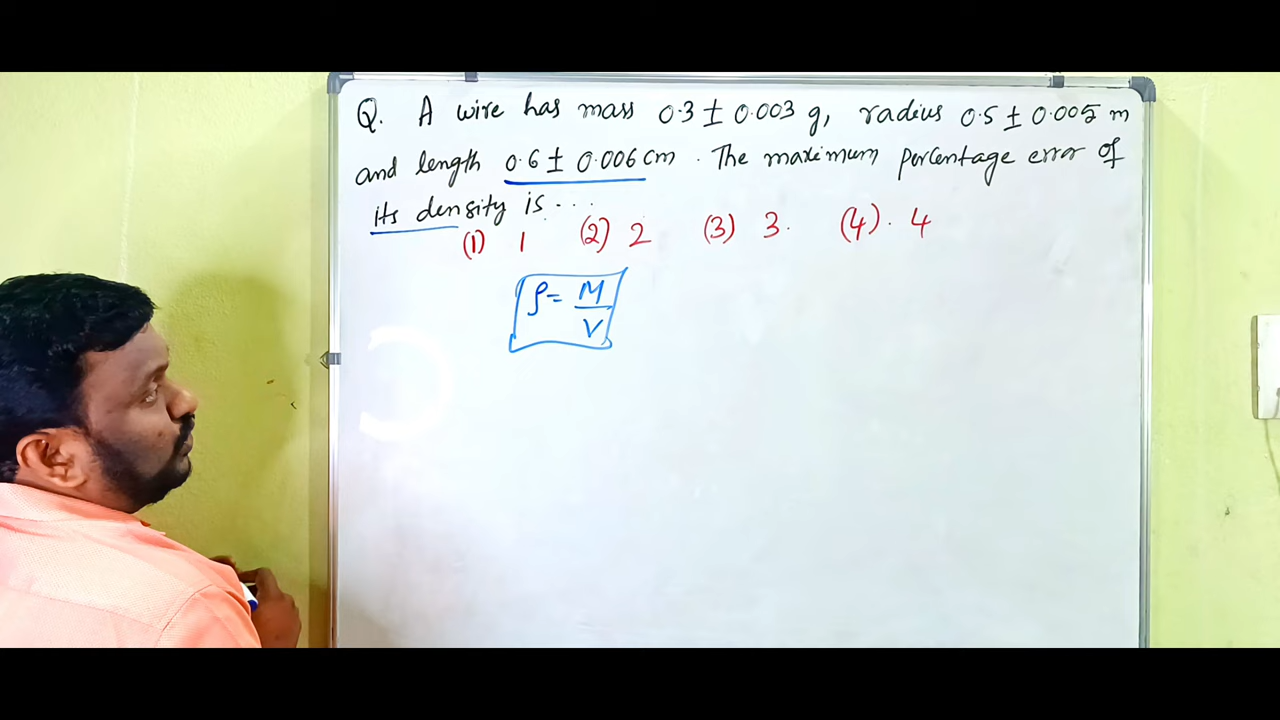 Q. A wire has mass 0.3 ± 0.003 g, radius 0.5 ± 0.005 m
and length 0.6 ± 0.006 cm . The maximum percentage error of
its density is ...
(1) 1 (2) 2 (3) 3. (4). 4
ρ = M/V